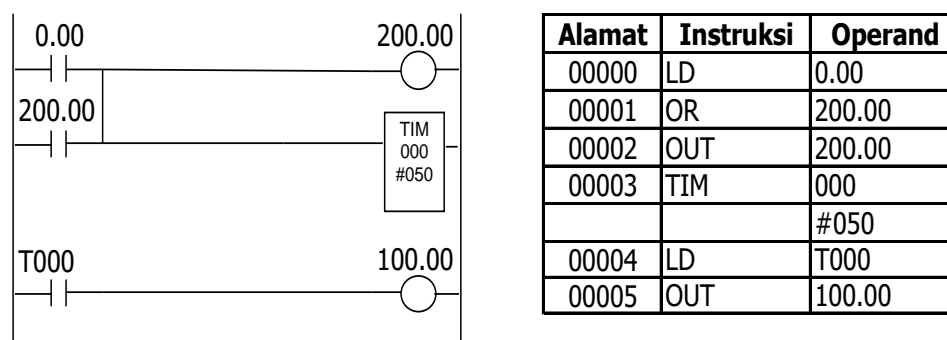 0.00 200.00
200.00
TIM
000
#050
T000 100.00
Alamat Instruksi Operand
00000 LD 0.00
00001 OR 200.00
00002 OUT 200.00
00003 TIM 000
#050
00004 LD T000
00005 OUT 100.00